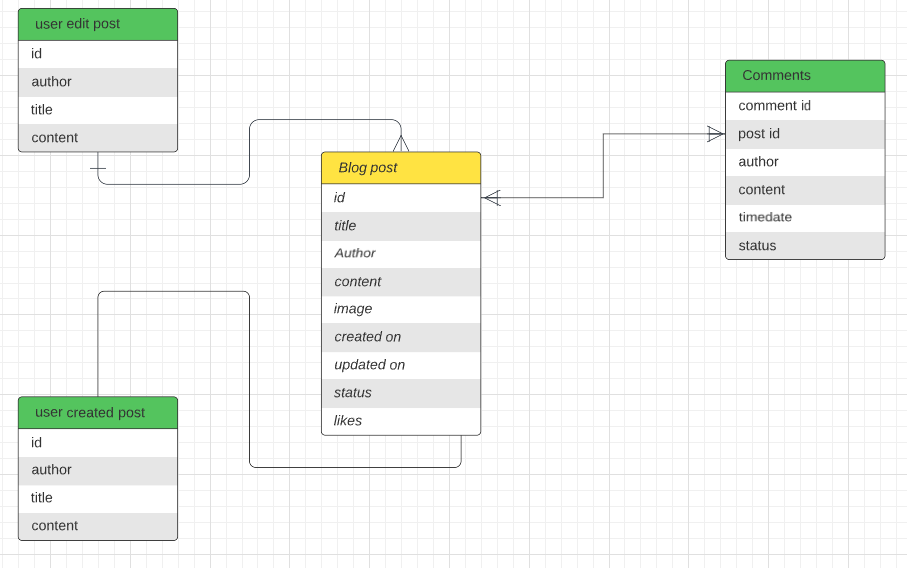 user edit post
id
author
title
content
Blog post
id
title
Author
content
image
created on
updated on
status
likes
Comments
comment id
post id
author
content
timedate
status
user created post
id
author
title
content